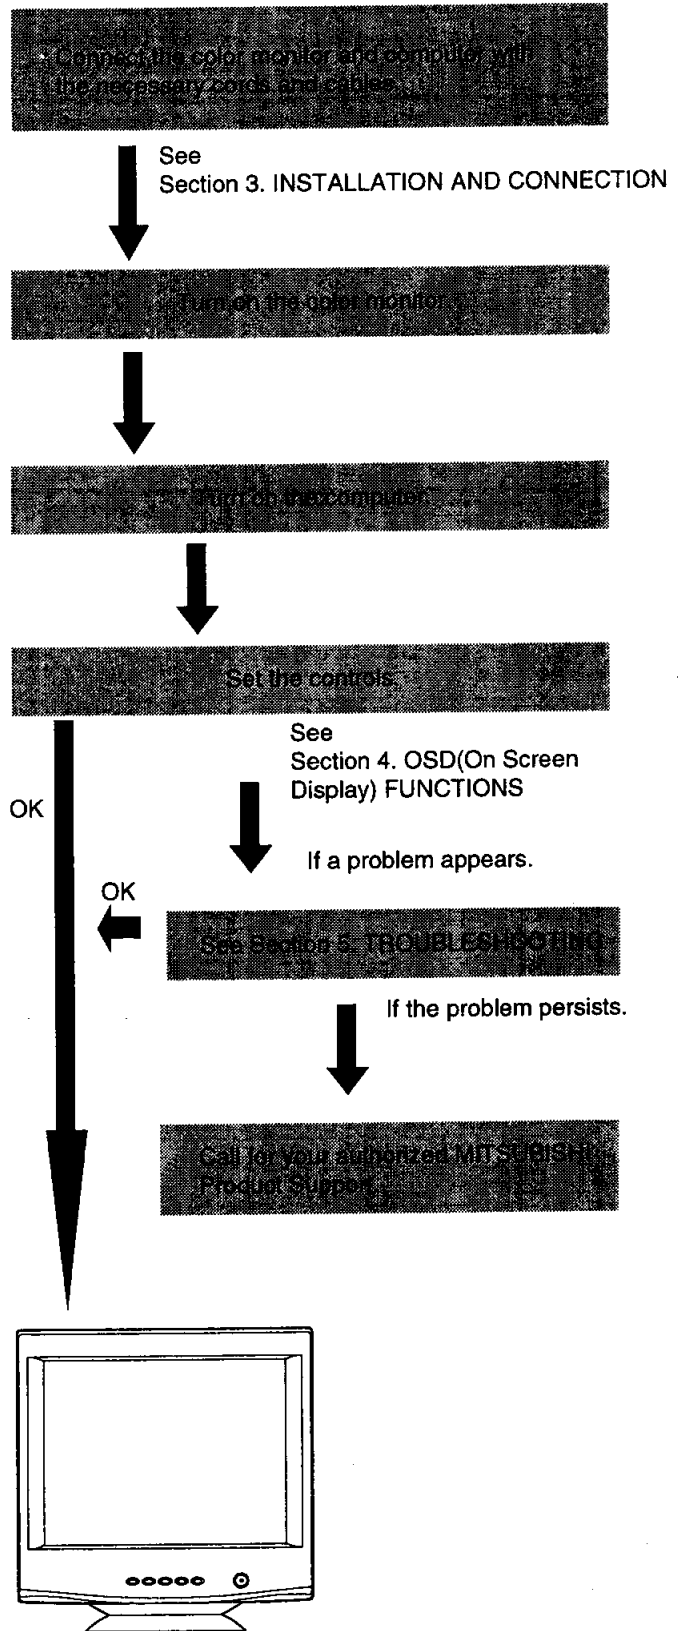 Connect the color monitor and computer with
the necessary cords and cables.
See
Section 3. INSTALLATION AND CONNECTION
Turn on the color monitor.
Turn on the computer.
Set the controls.
See
Section 4. OSD(On Screen
Display) FUNCTIONS
OK
If a problem appears.
OK
See Section 5. TROUBLESHOOTING
If the problem persists.
Call for your authorized MITSUBISHI
Product Support.